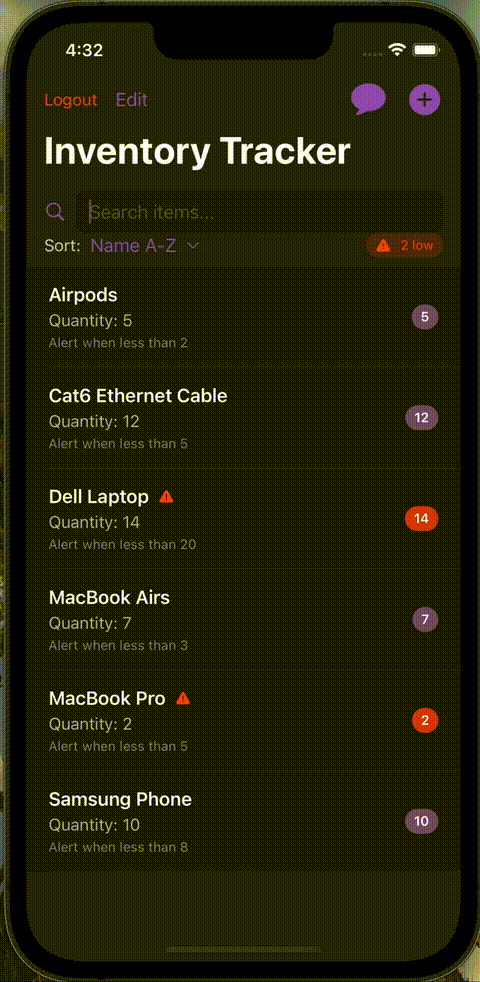 4:32
Logout Edit
Inventory Tracker
Search items...
Sort: Name A-Z 2 low
Airpods
Quantity: 5
5
Alert when less than 2
Cat6 Ethernet Cable
Quantity: 12
12
Alert when less than 5
Dell Laptop
Quantity: 14
14
Alert when less than 20
MacBook Airs
Quantity: 7
7
Alert when less than 3
MacBook Pro
Quantity: 2
2
Alert when less than 5
Samsung Phone
Quantity: 10
10
Alert when less than 8